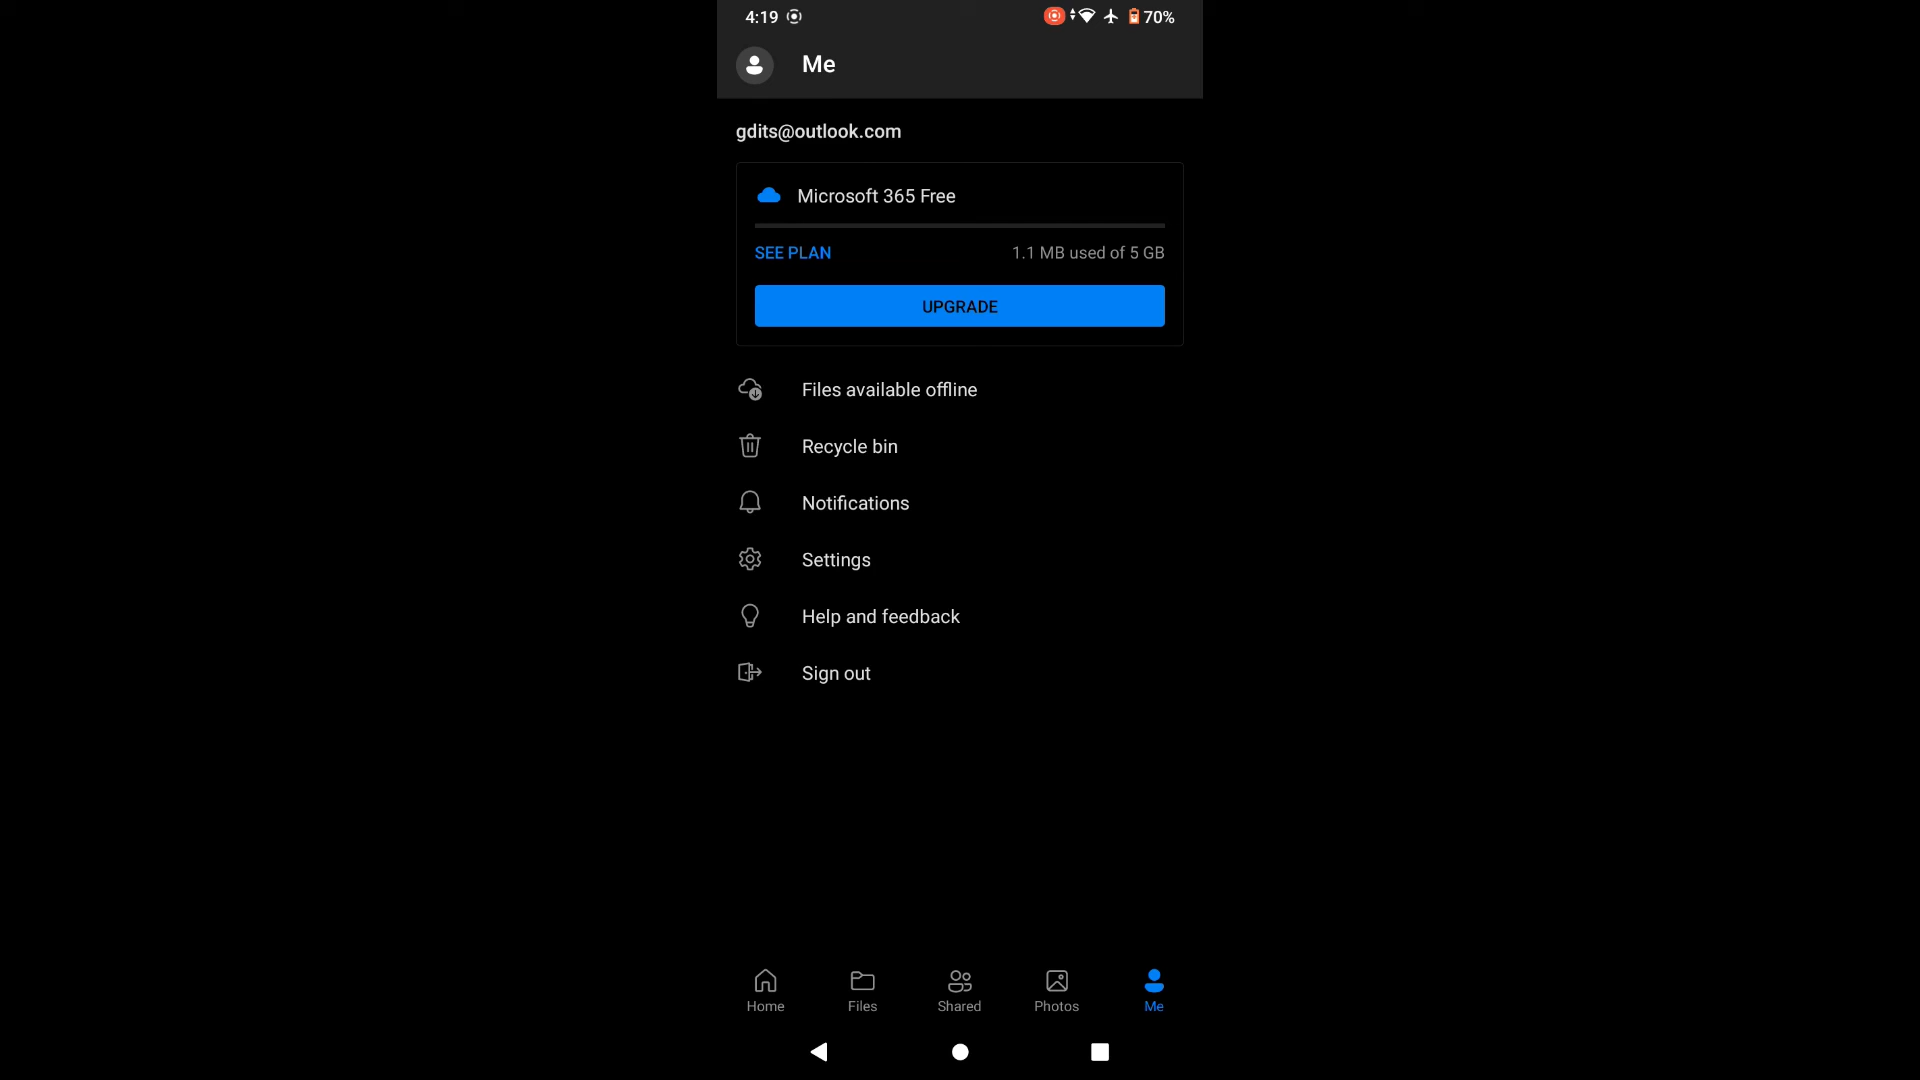 4:19
70%
Me
gdits@outlook.com
Microsoft 365 Free
SEE PLAN
1.1 MB used of 5 GB
UPGRADE
Files available offline
Recycle bin
Notifications
Settings
Help and feedback
Sign out
Home
Files
Shared
Photos
Me